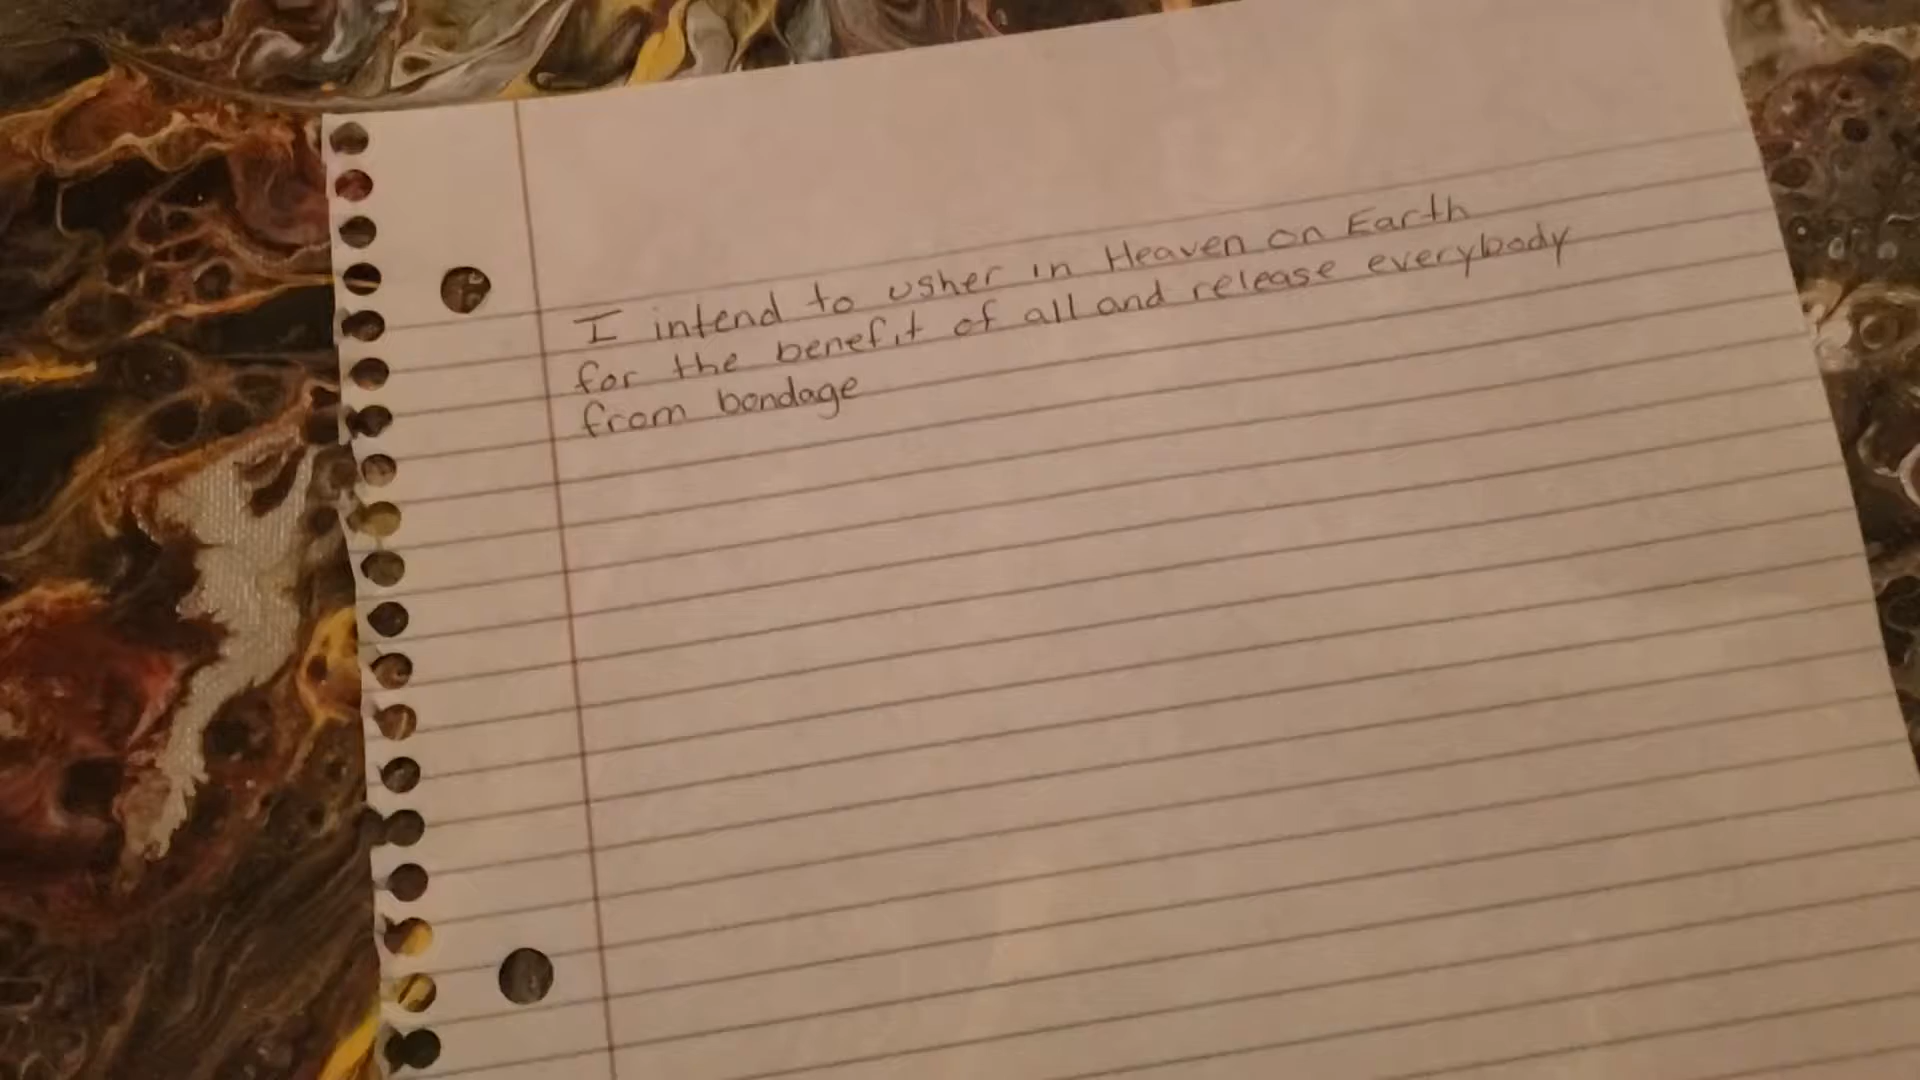 I intend to usher in Heaven on Earth
for the benefit of all and release everybody
from bondage